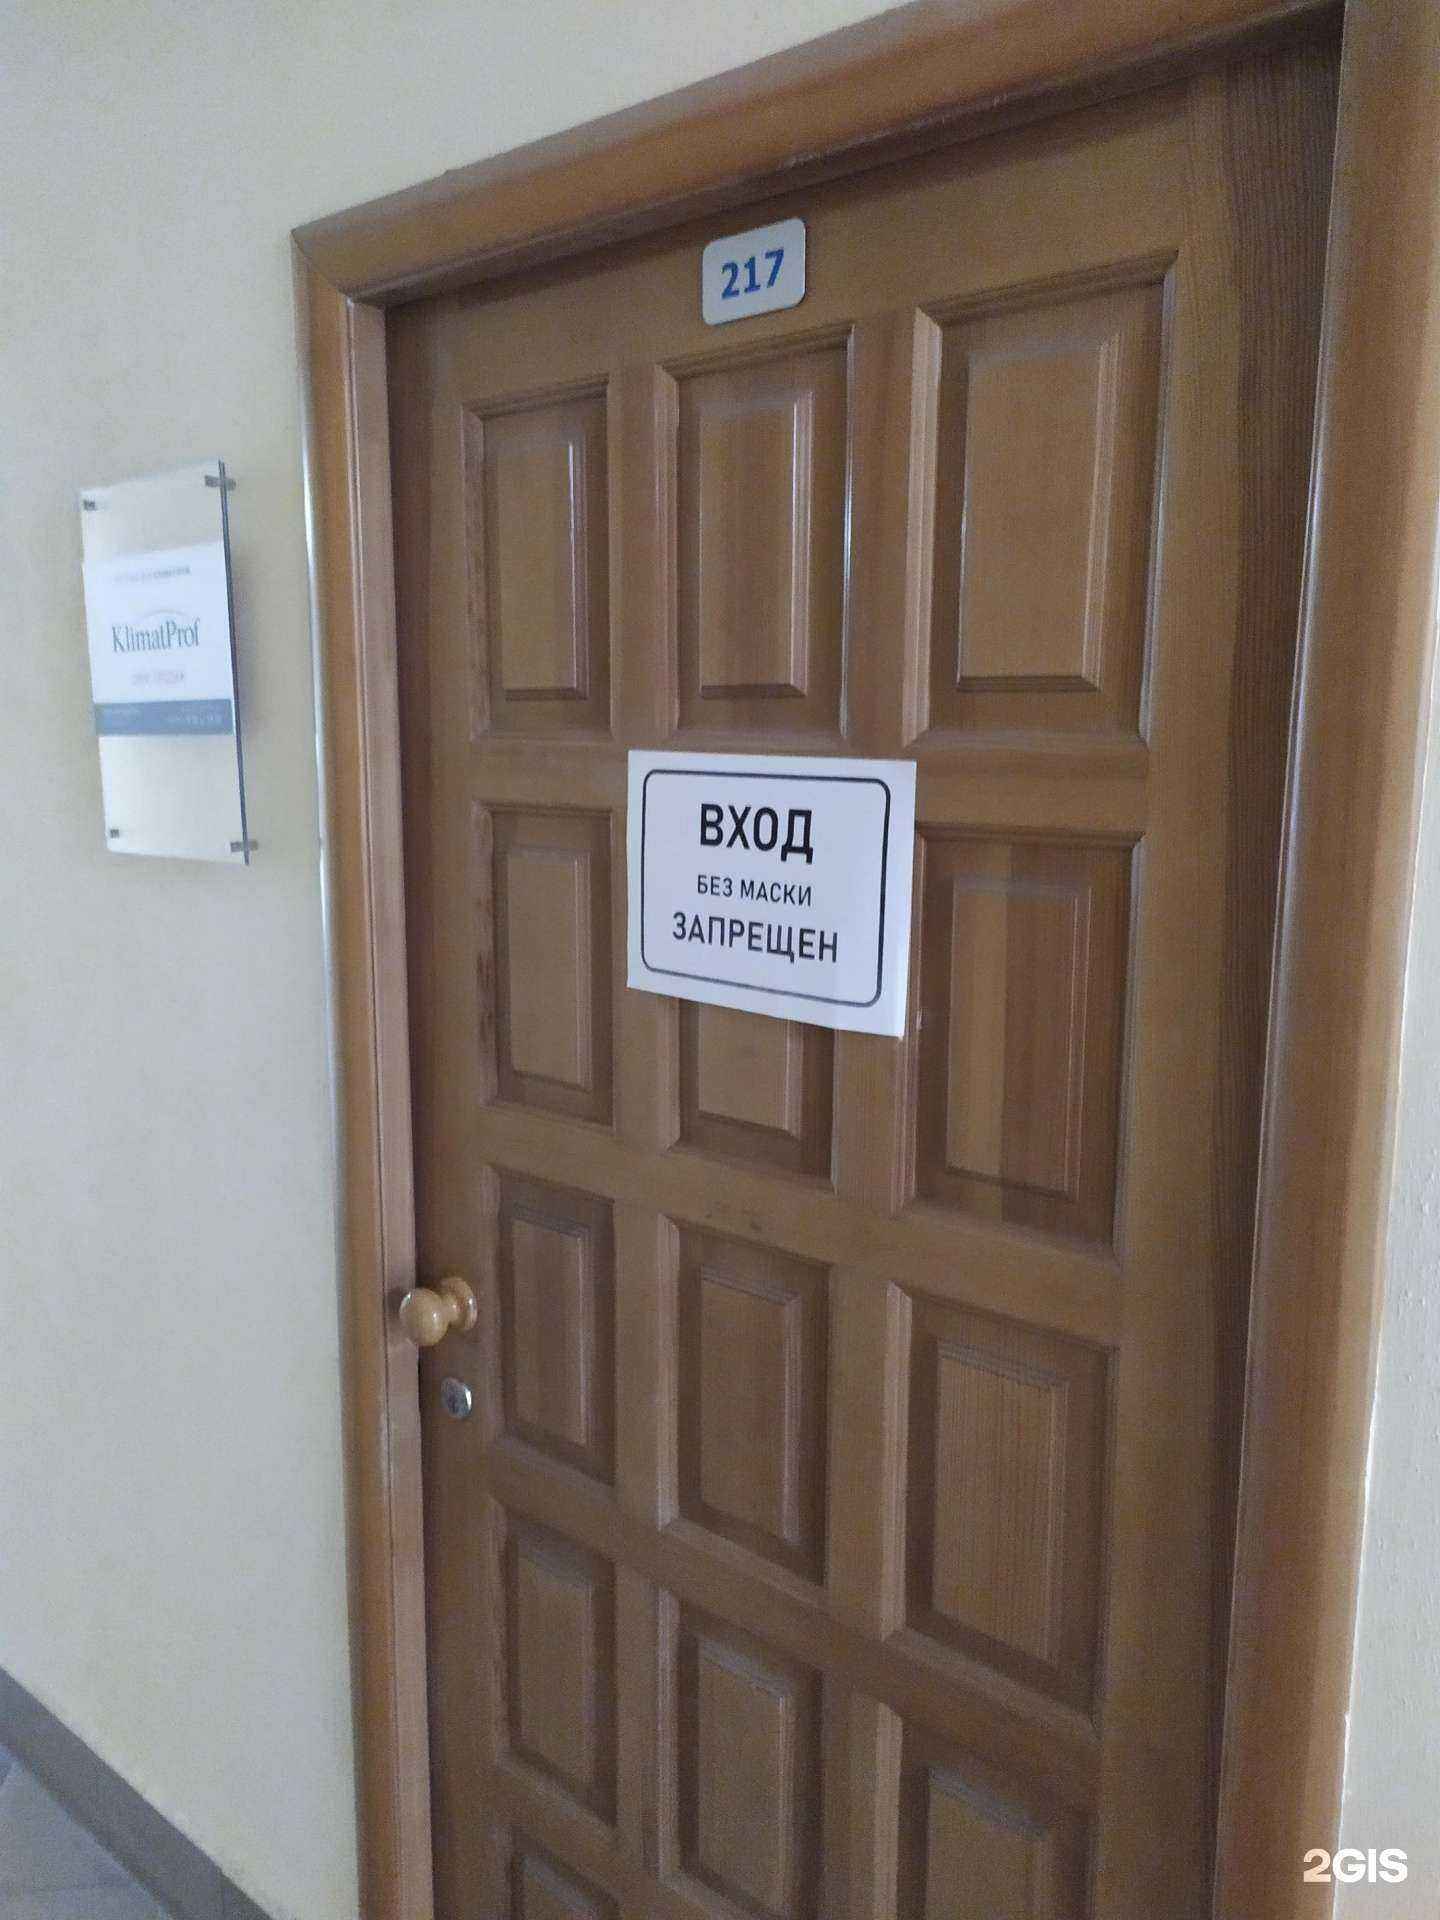 217
KlimatProf
ВХОД
БЕЗ МАСКИ
ЗАПРЕЩЕН
2GIS